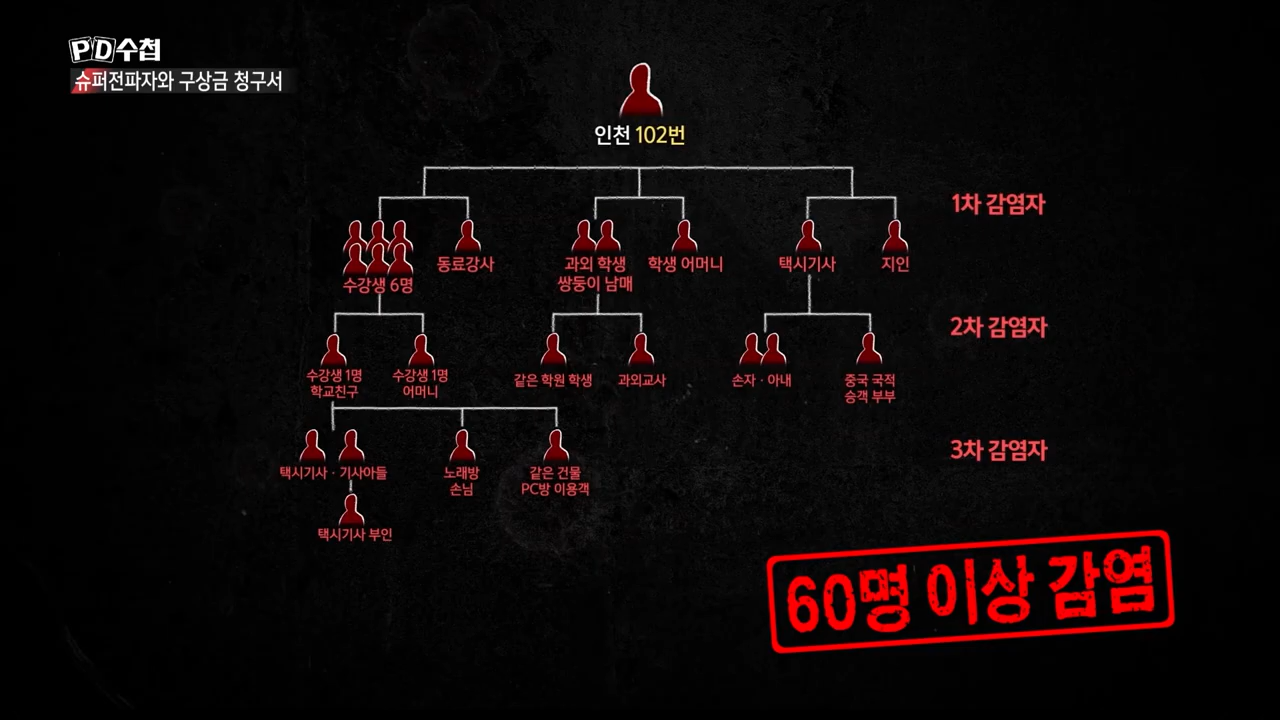 PD수첩
슈퍼전파자와 구상금 청구서
인천 102번
1차 감염자
동료강사
과외 학생
쌍둥이 남매
학생 어머니
택시기사
지인
수강생 6명
2차 감염자
수강생 1명
학교친구
수강생 1명
어머니
같은 학원 학생
과외교사
손자 · 아내
중국 국적
승객 부부
3차 감염자
택시기사 · 기사아들
노래방
손님
같은 건물
PC방 이용객
택시기사 부인
60명 이상 감염